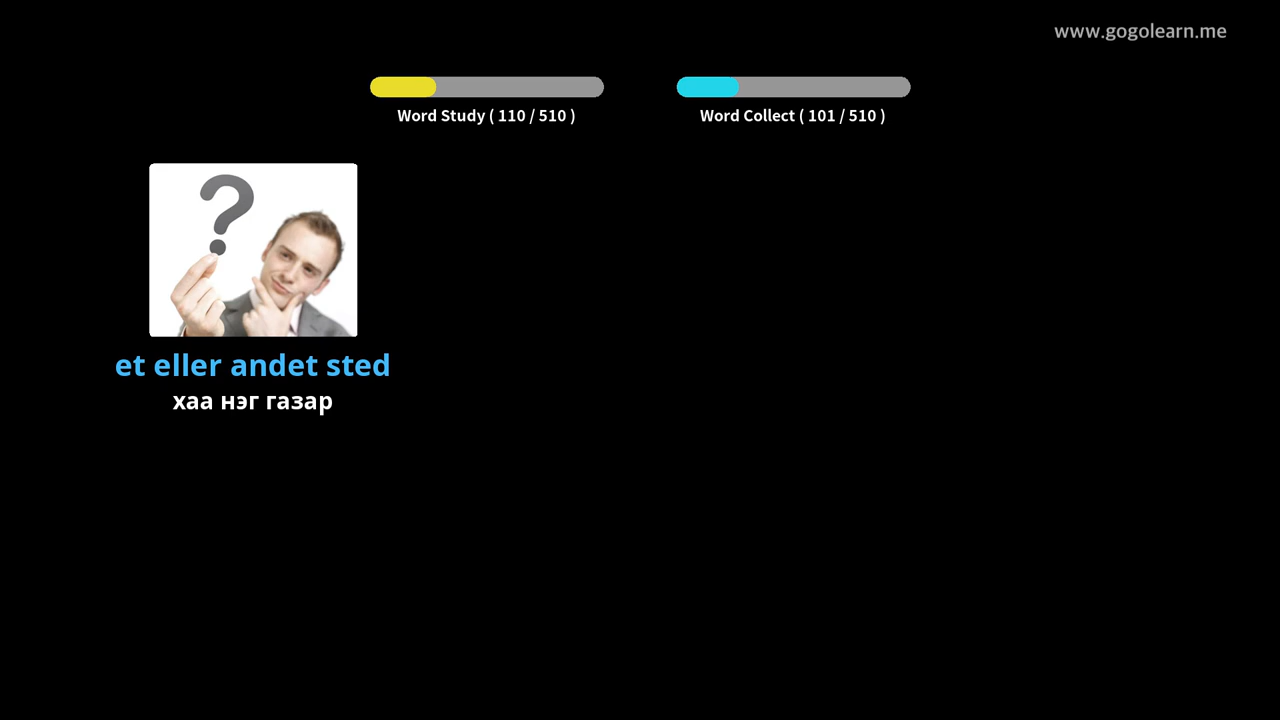 www.gogolearn.me
Word Study ( 110 / 510 )
Word Collect ( 101 / 510 )
?
et eller andet sted
хаа нэг газар